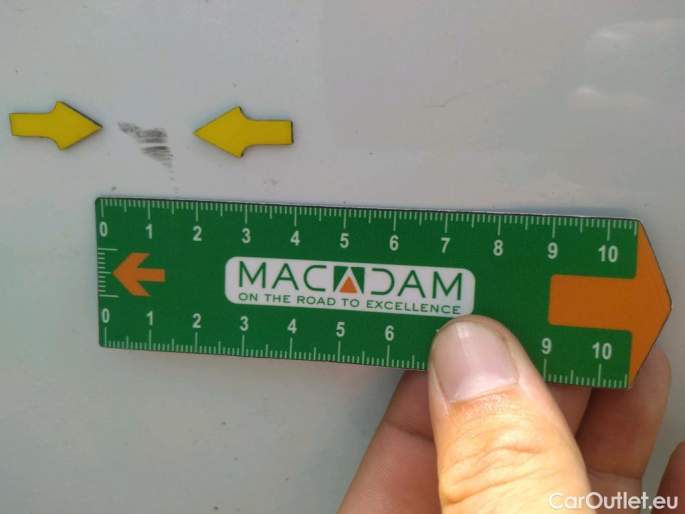 0 1 2 3 4 5 6 7 8 9 10
MACADAM
ON THE ROAD TO EXCELLENCE
0 1 2 3 4 5 6 9 10
CarOutlet.eu